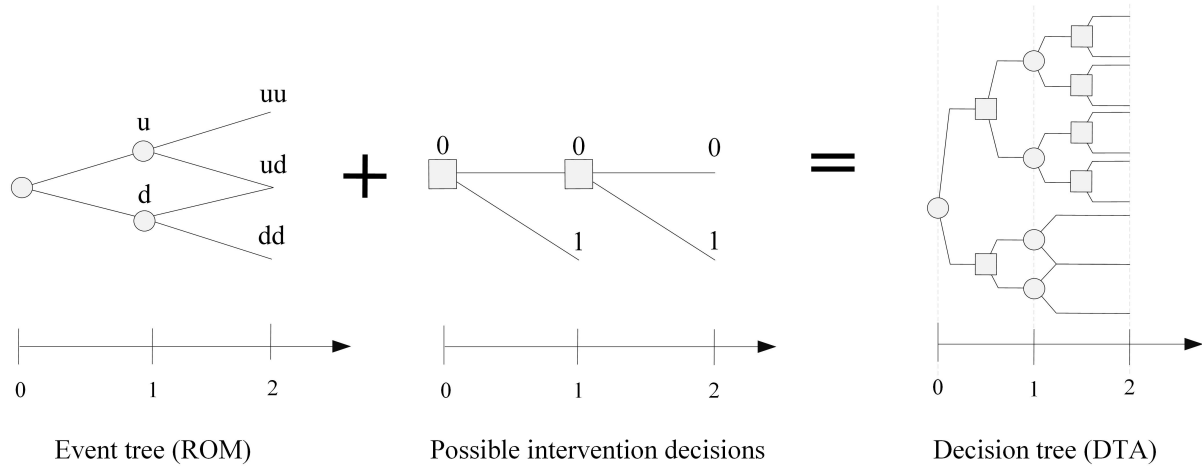 uu
u
ud
d
dd
0 1 2
Event tree (ROM)
+
0 0 0
1 1
0 1 2
Possible intervention decisions
=
0 1 2
Decision tree (DTA)